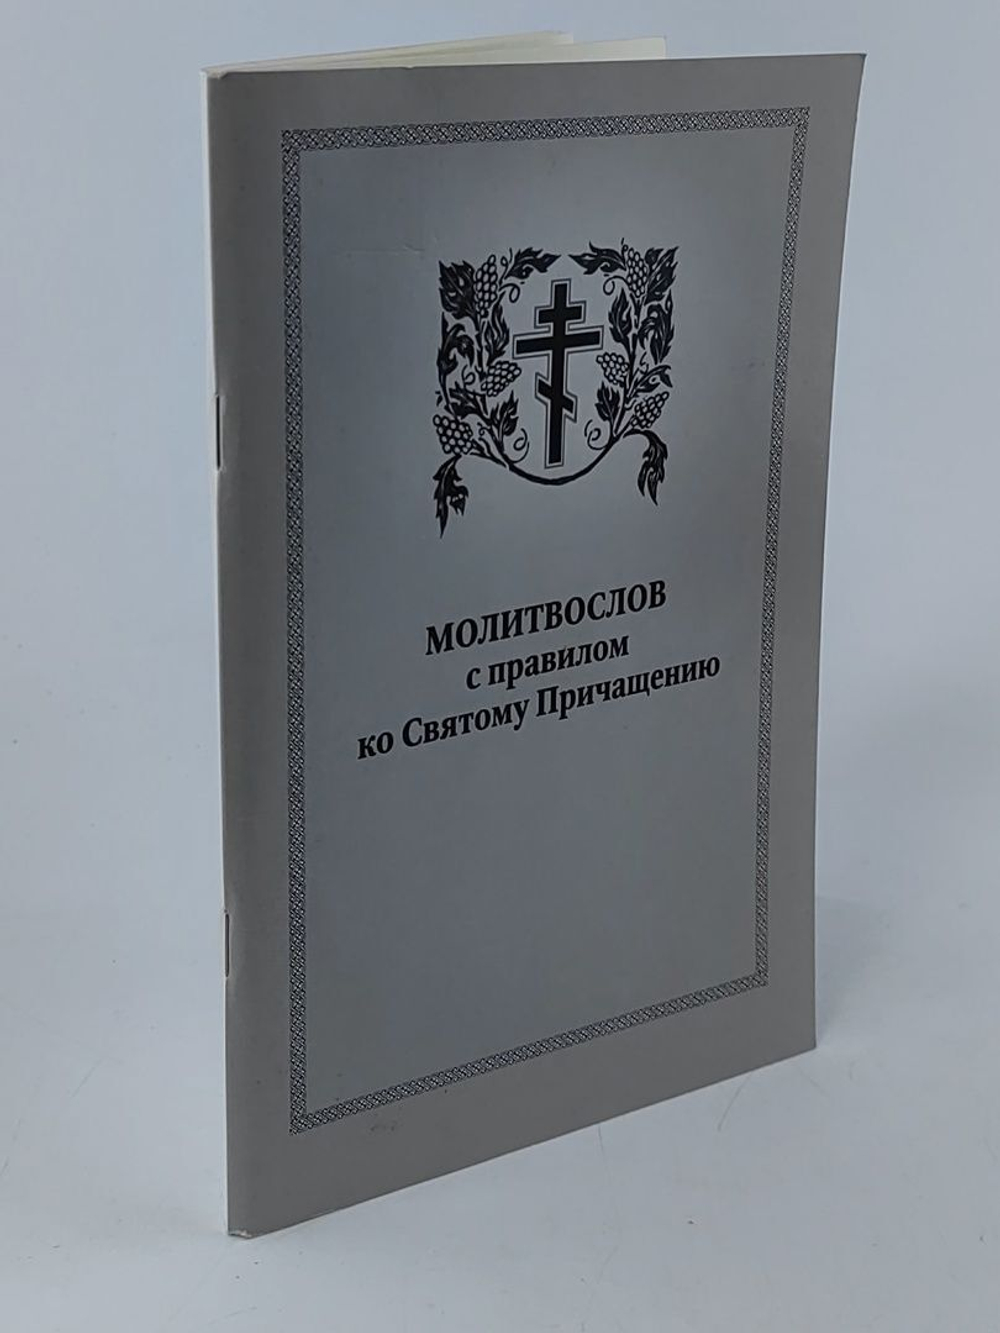 МОЛИТВОСЛОВ
с правилом
ко Святому Причащению